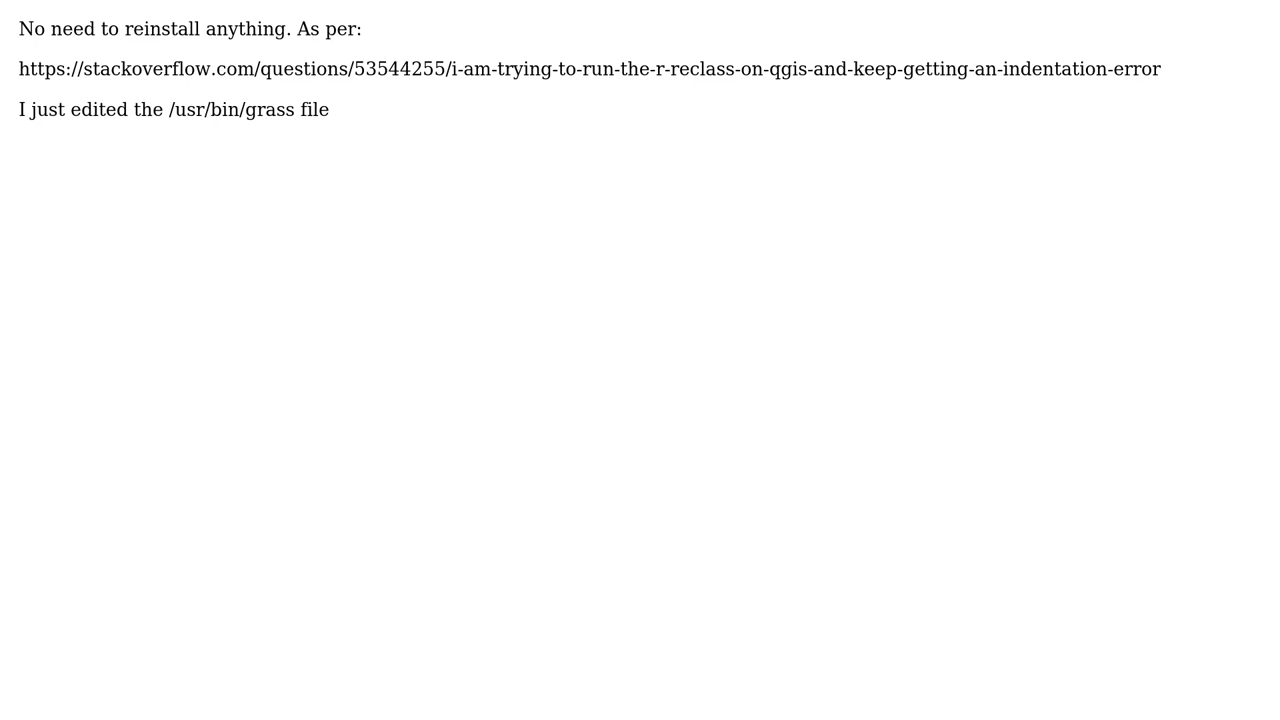 No need to reinstall anything. As per:
https://stackoverflow.com/questions/53544255/i-am-trying-to-run-the-r-reclass-on-qgis-and-keep-getting-an-indentation-error
I just edited the /usr/bin/grass file